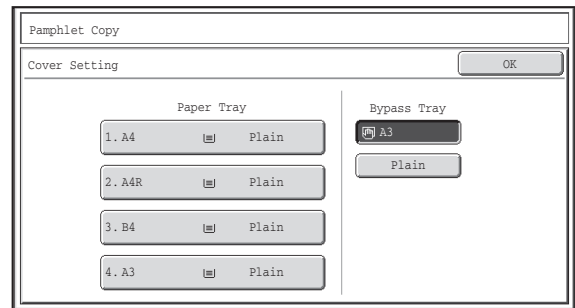 Pamphlet Copy
Cover Setting
OK
Paper Tray
1. A4 Plain
2. A4R Plain
3. B4 Plain
4. A3 Plain
Bypass Tray
A3
Plain